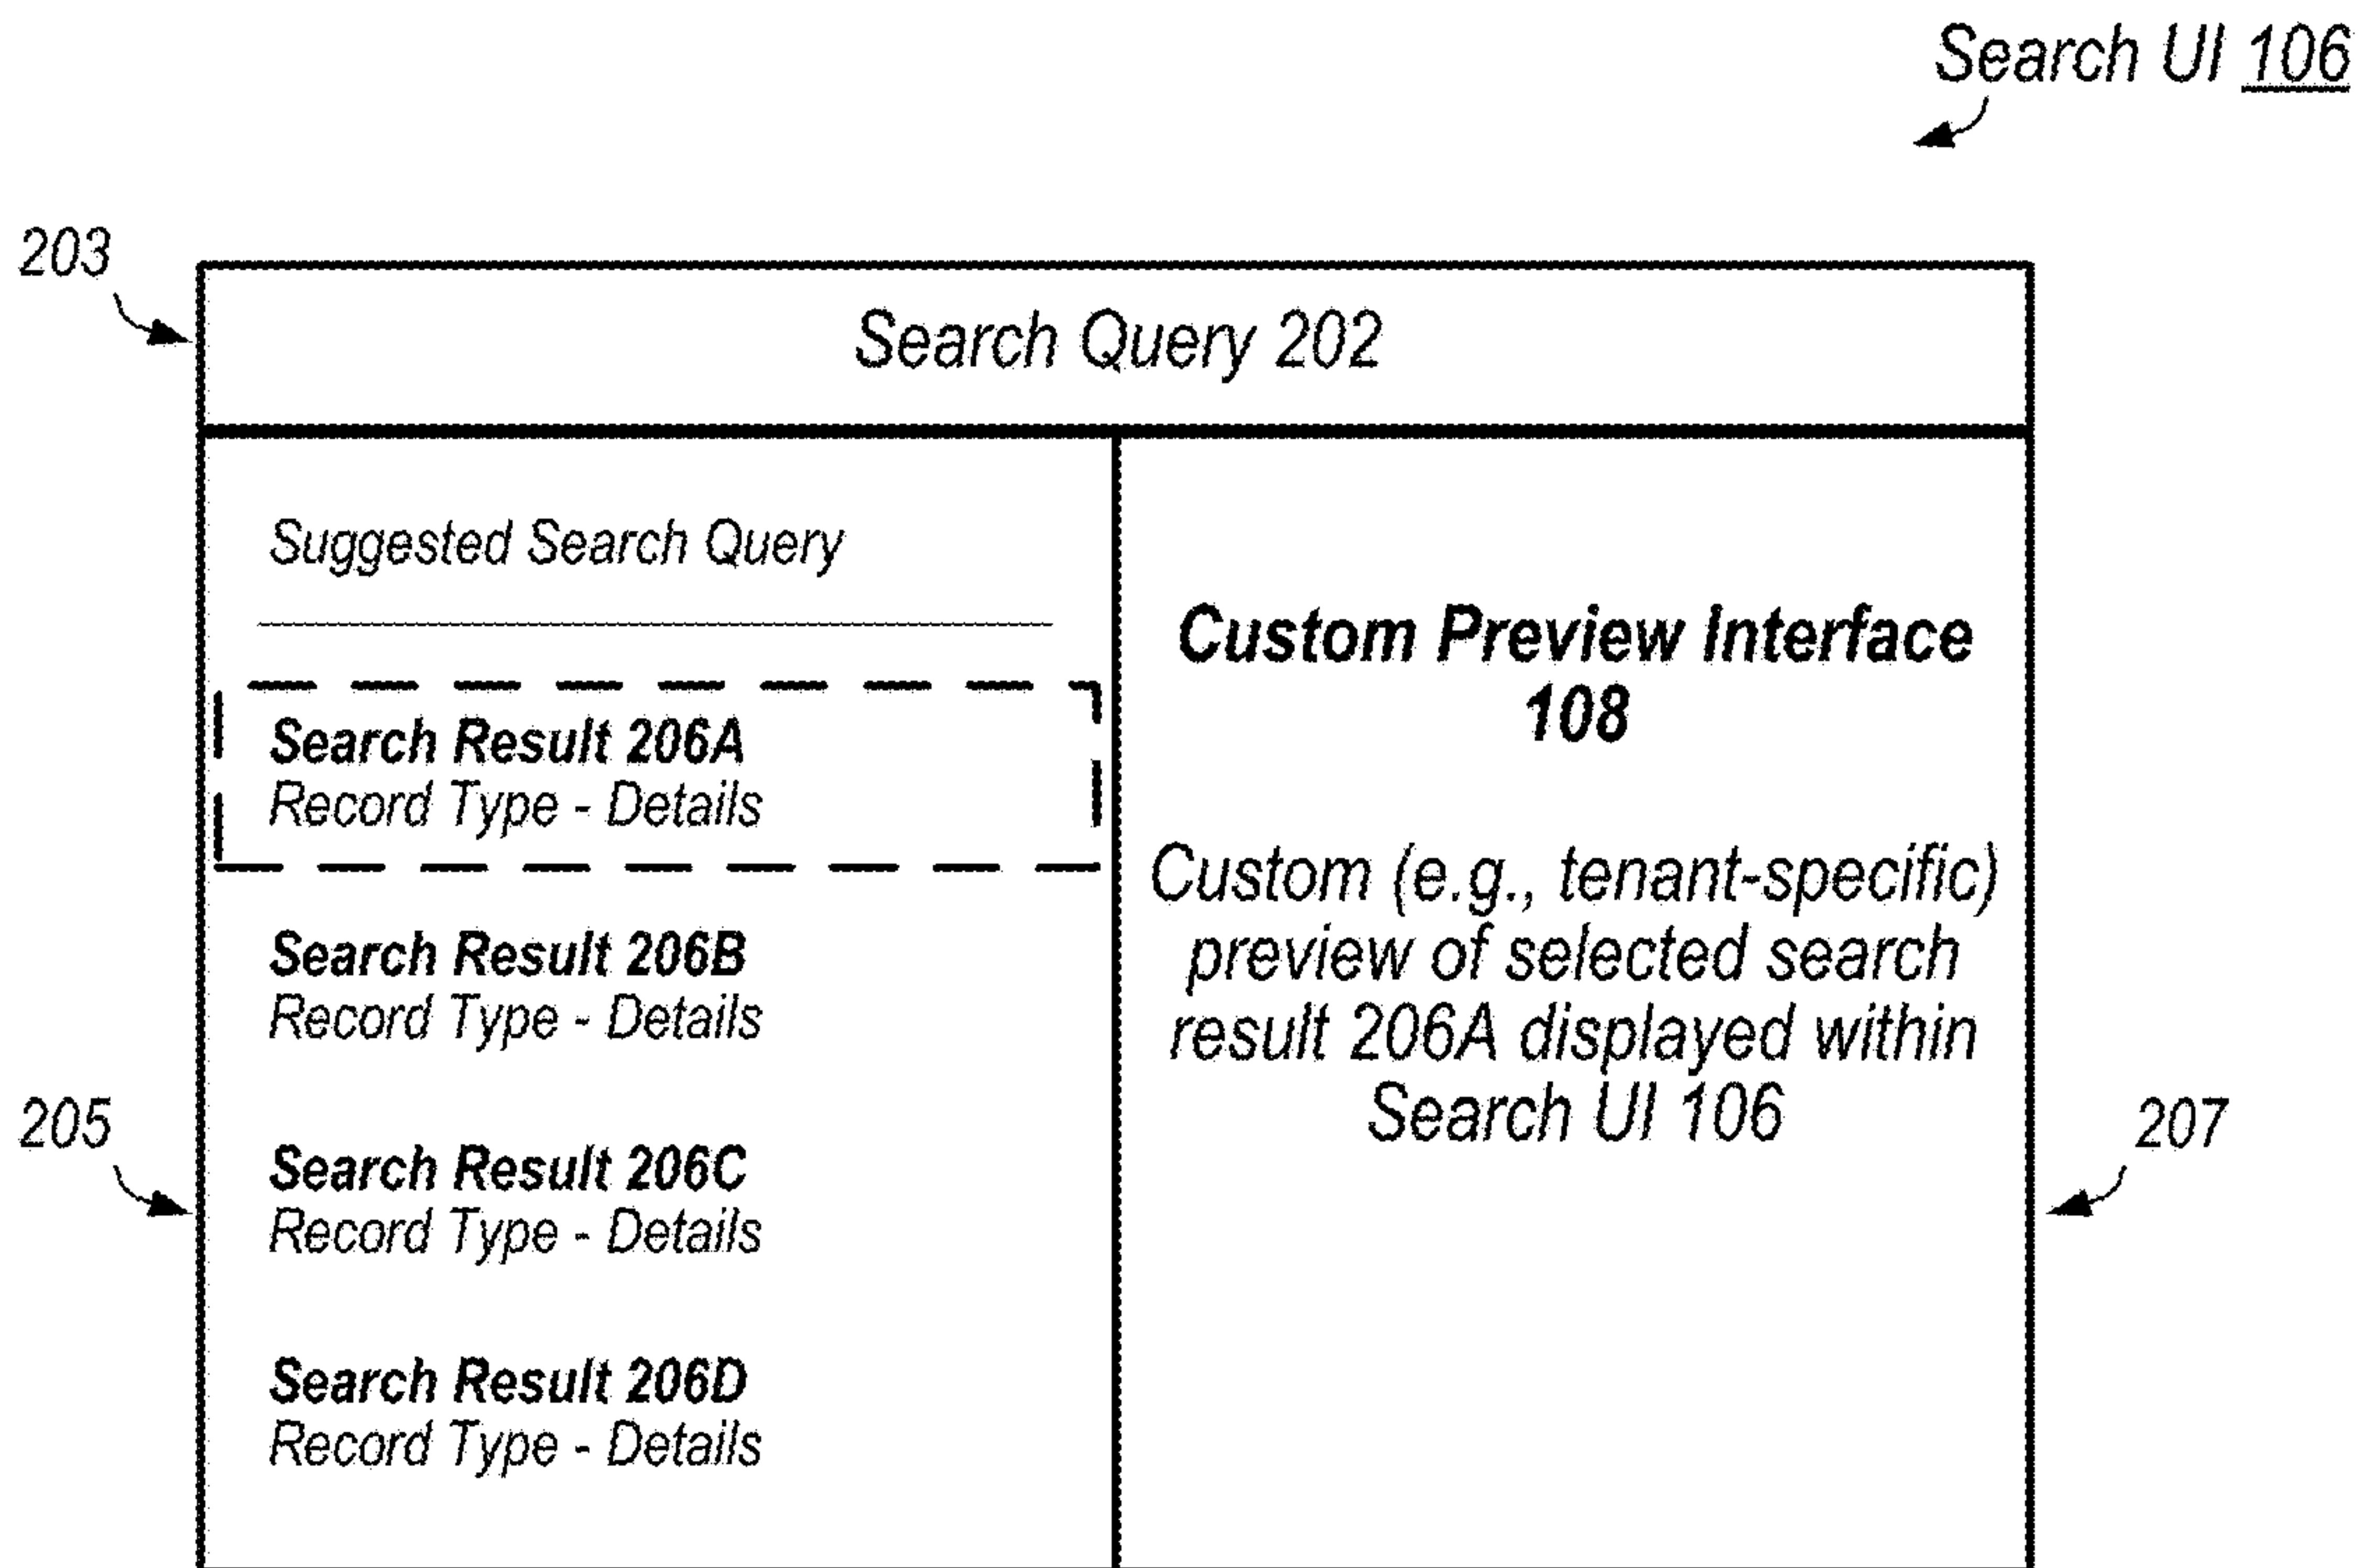 Search UI 106
203
Search Query 202
Suggested Search Query
Search Result 206A
Record Type - Details
Search Result 206B
Record Type - Details
205
Search Result 206C
Record Type - Details
Search Result 206D
Record Type - Details
Custom Preview Interface
108
Custom (e.g., tenant-specific)
preview of selected search
result 206A displayed within
Search UI 106
207